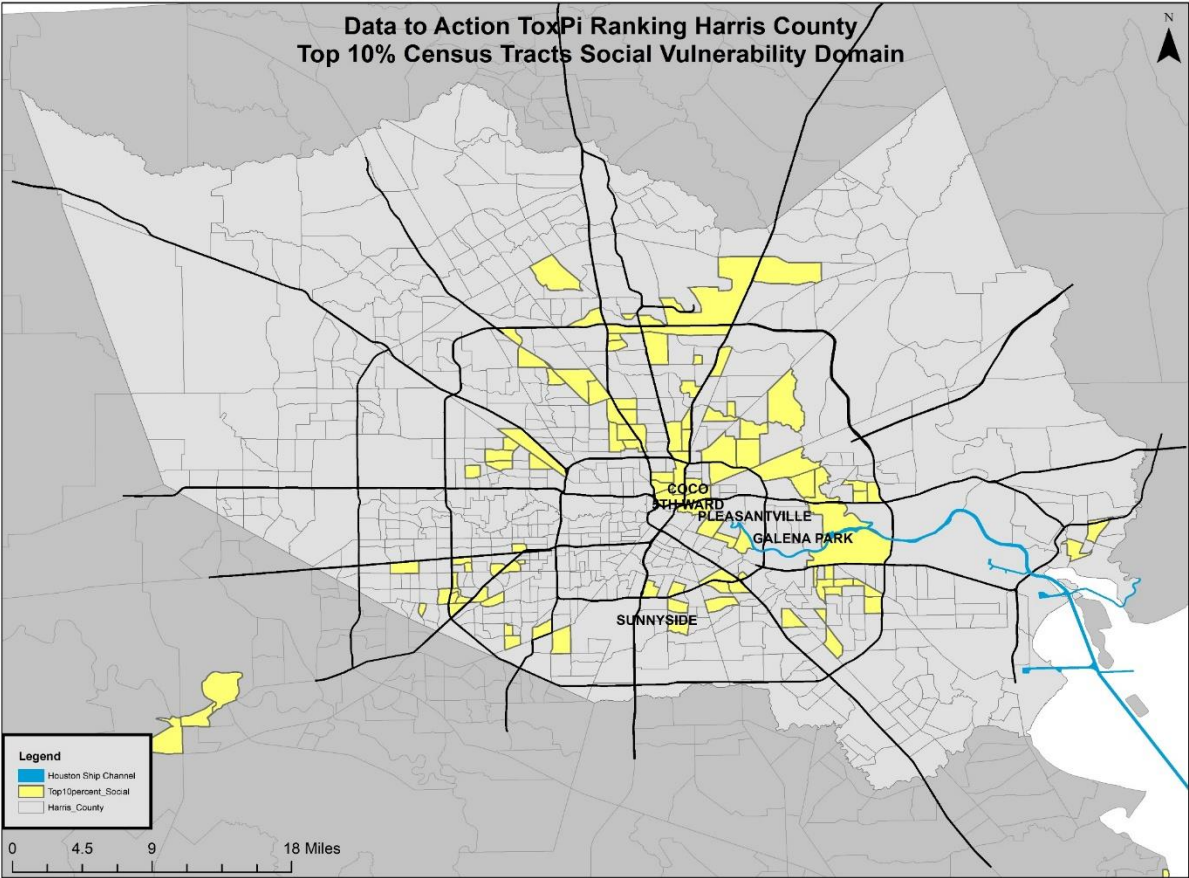 Data to Action ToxPi Ranking Harris County
Top 10% Census Tracts Social Vulnerability Domain
N
COCO
5TH WARD
PLEASANTVILLE
GALENA PARK
SUNNYSIDE
Legend
Houston Ship Channel
Top10percent_Social
Harris_County
0 4.5 9 18 Miles